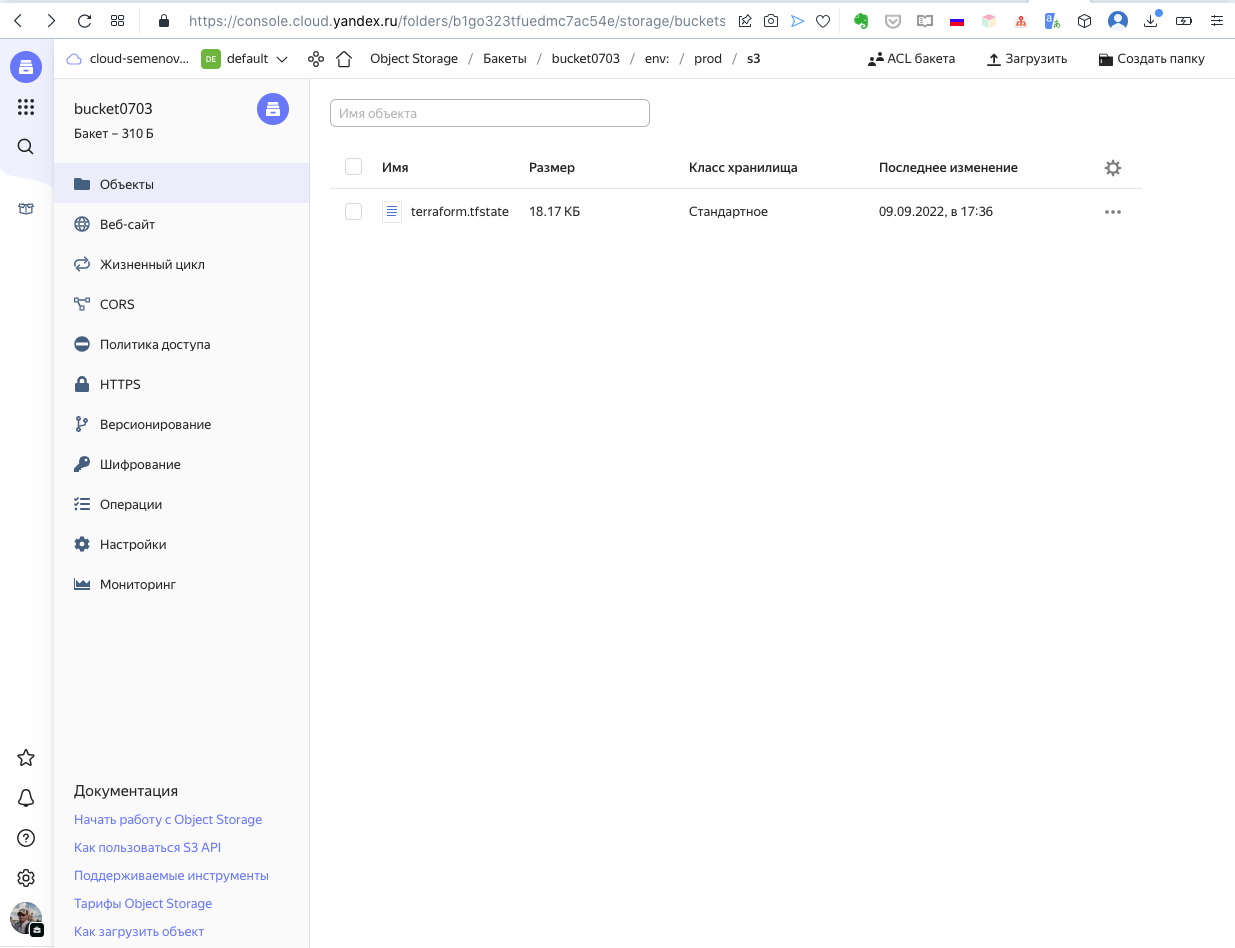 https://console.cloud.yandex.ru/folders/b1go323tfuedmc7ac54e/storage/buckets
cloud-semenov... DE default Object Storage / Бакеты / bucket0703 / env: / prod / s3 ACL бакета Загрузить Создать папку
bucket0703
Бакет – 310 Б
Объекты
Веб-сайт
Жизненный цикл
CORS
Политика доступа
HTTPS
Версионирование
Шифрование
Операции
Настройки
Мониторинг
Документация
Начать работу с Object Storage
Как пользоваться S3 API
Поддерживаемые инструменты
Тарифы Object Storage
Как загрузить объект
Имя объекта
Имя Размер Класс хранилища Последнее изменение
terraform.tfstate 18.17 КБ Стандартное 09.09.2022, в 17:36